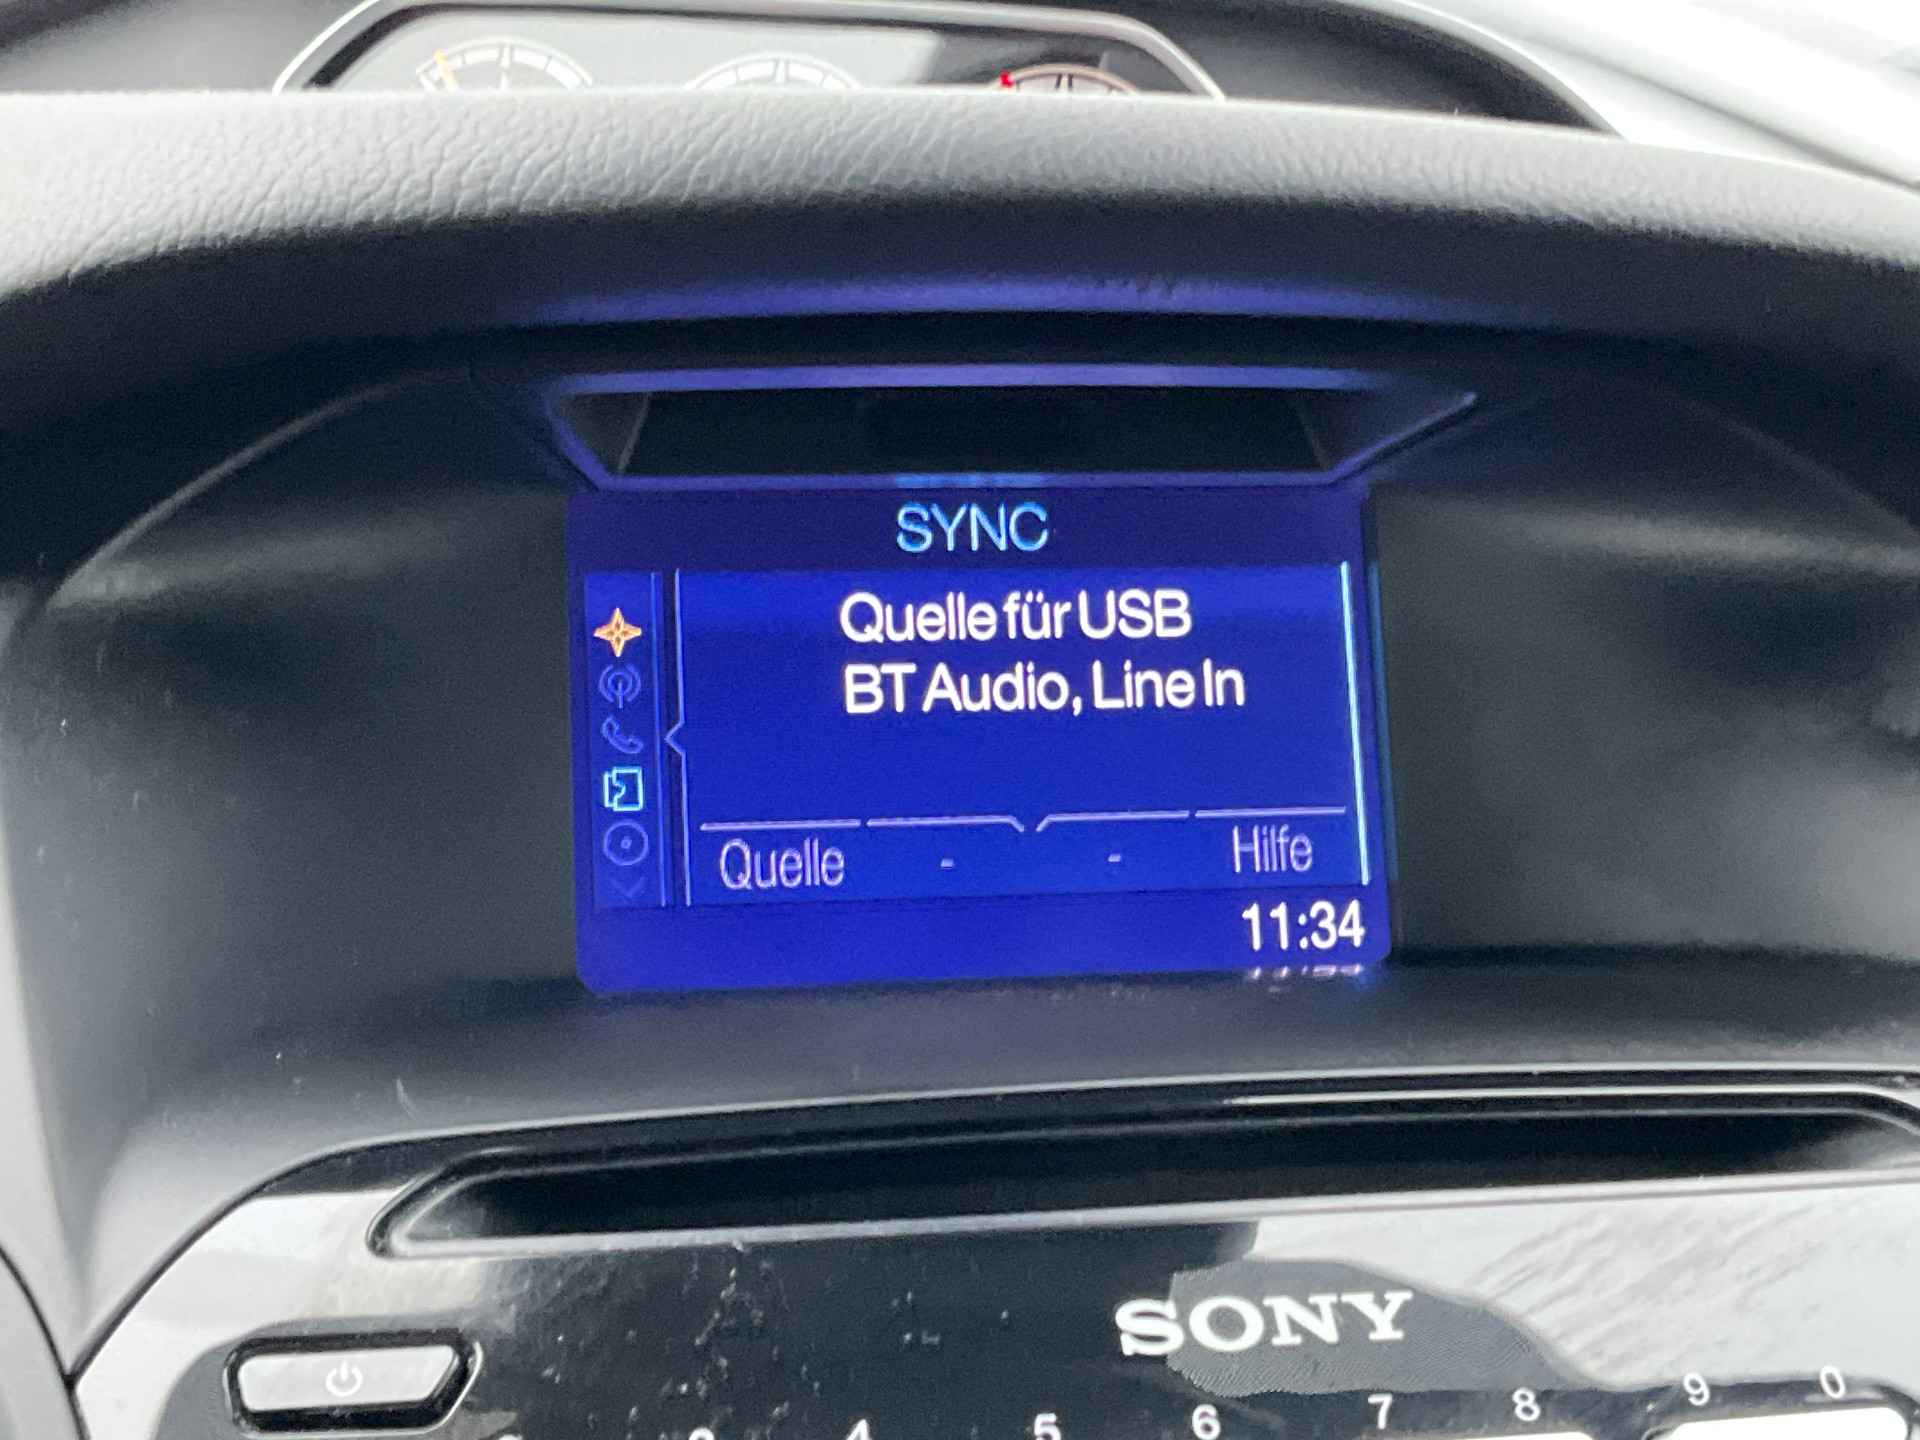 SYNC
Quelle für USB
BT Audio, Line In
Quelle - - Hilfe
11:34
SONY
4 5 6 7 8 9 0